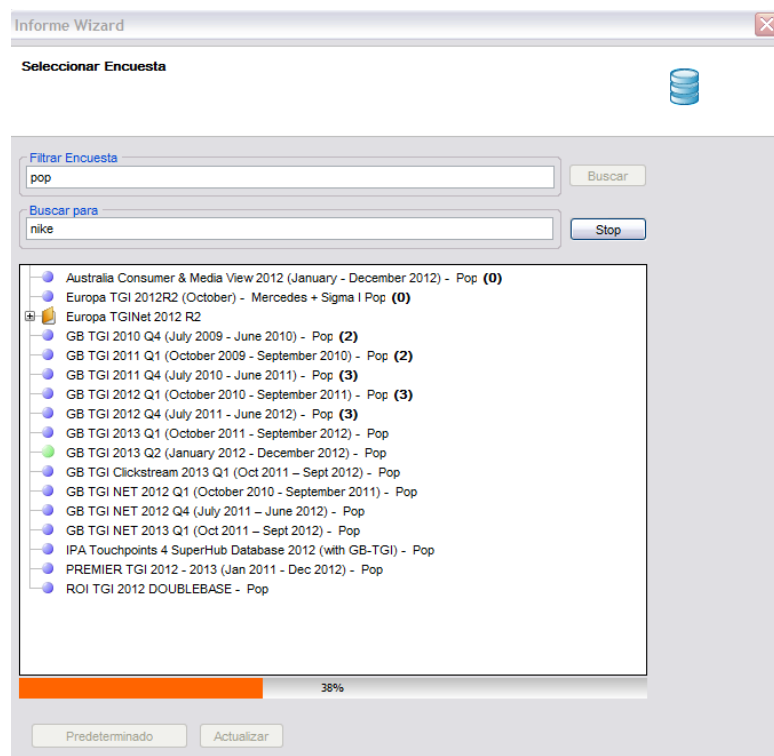 Informe Wizard
Seleccionar Encuesta
Filtrar Encuesta
pop
Buscar
Buscar para
nike
Stop
Australia Consumer & Media View 2012 (January - December 2012) - Pop (0)
Europa TGI 2012R2 (October) - Mercedes + Sigma I Pop (0)
Europa TGINet 2012 R2
GB TGI 2010 Q4 (July 2009 - June 2010) - Pop (2)
GB TGI 2011 Q1 (October 2009 - September 2010) - Pop (2)
GB TGI 2011 Q4 (July 2010 - June 2011) - Pop (3)
GB TGI 2012 Q1 (October 2010 - September 2011) - Pop (3)
GB TGI 2012 Q4 (July 2011 - June 2012) - Pop (3)
GB TGI 2013 Q1 (October 2011 - September 2012) - Pop
GB TGI 2013 Q2 (January 2012 - December 2012) - Pop
GB TGI Clickstream 2013 Q1 (Oct 2011 – Sept 2012) - Pop
GB TGI NET 2012 Q1 (October 2010 - September 2011) - Pop
GB TGI NET 2012 Q4 (July 2011 – June 2012) - Pop
GB TGI NET 2013 Q1 (Oct 2011 – Sept 2012) - Pop
IPA Touchpoints 4 SuperHub Database 2012 (with GB-TGI) - Pop
PREMIER TGI 2012 - 2013 (Jan 2011 - Dec 2012) - Pop
ROI TGI 2012 DOUBLEBASE - Pop
38%
Predeterminado
Actualizar